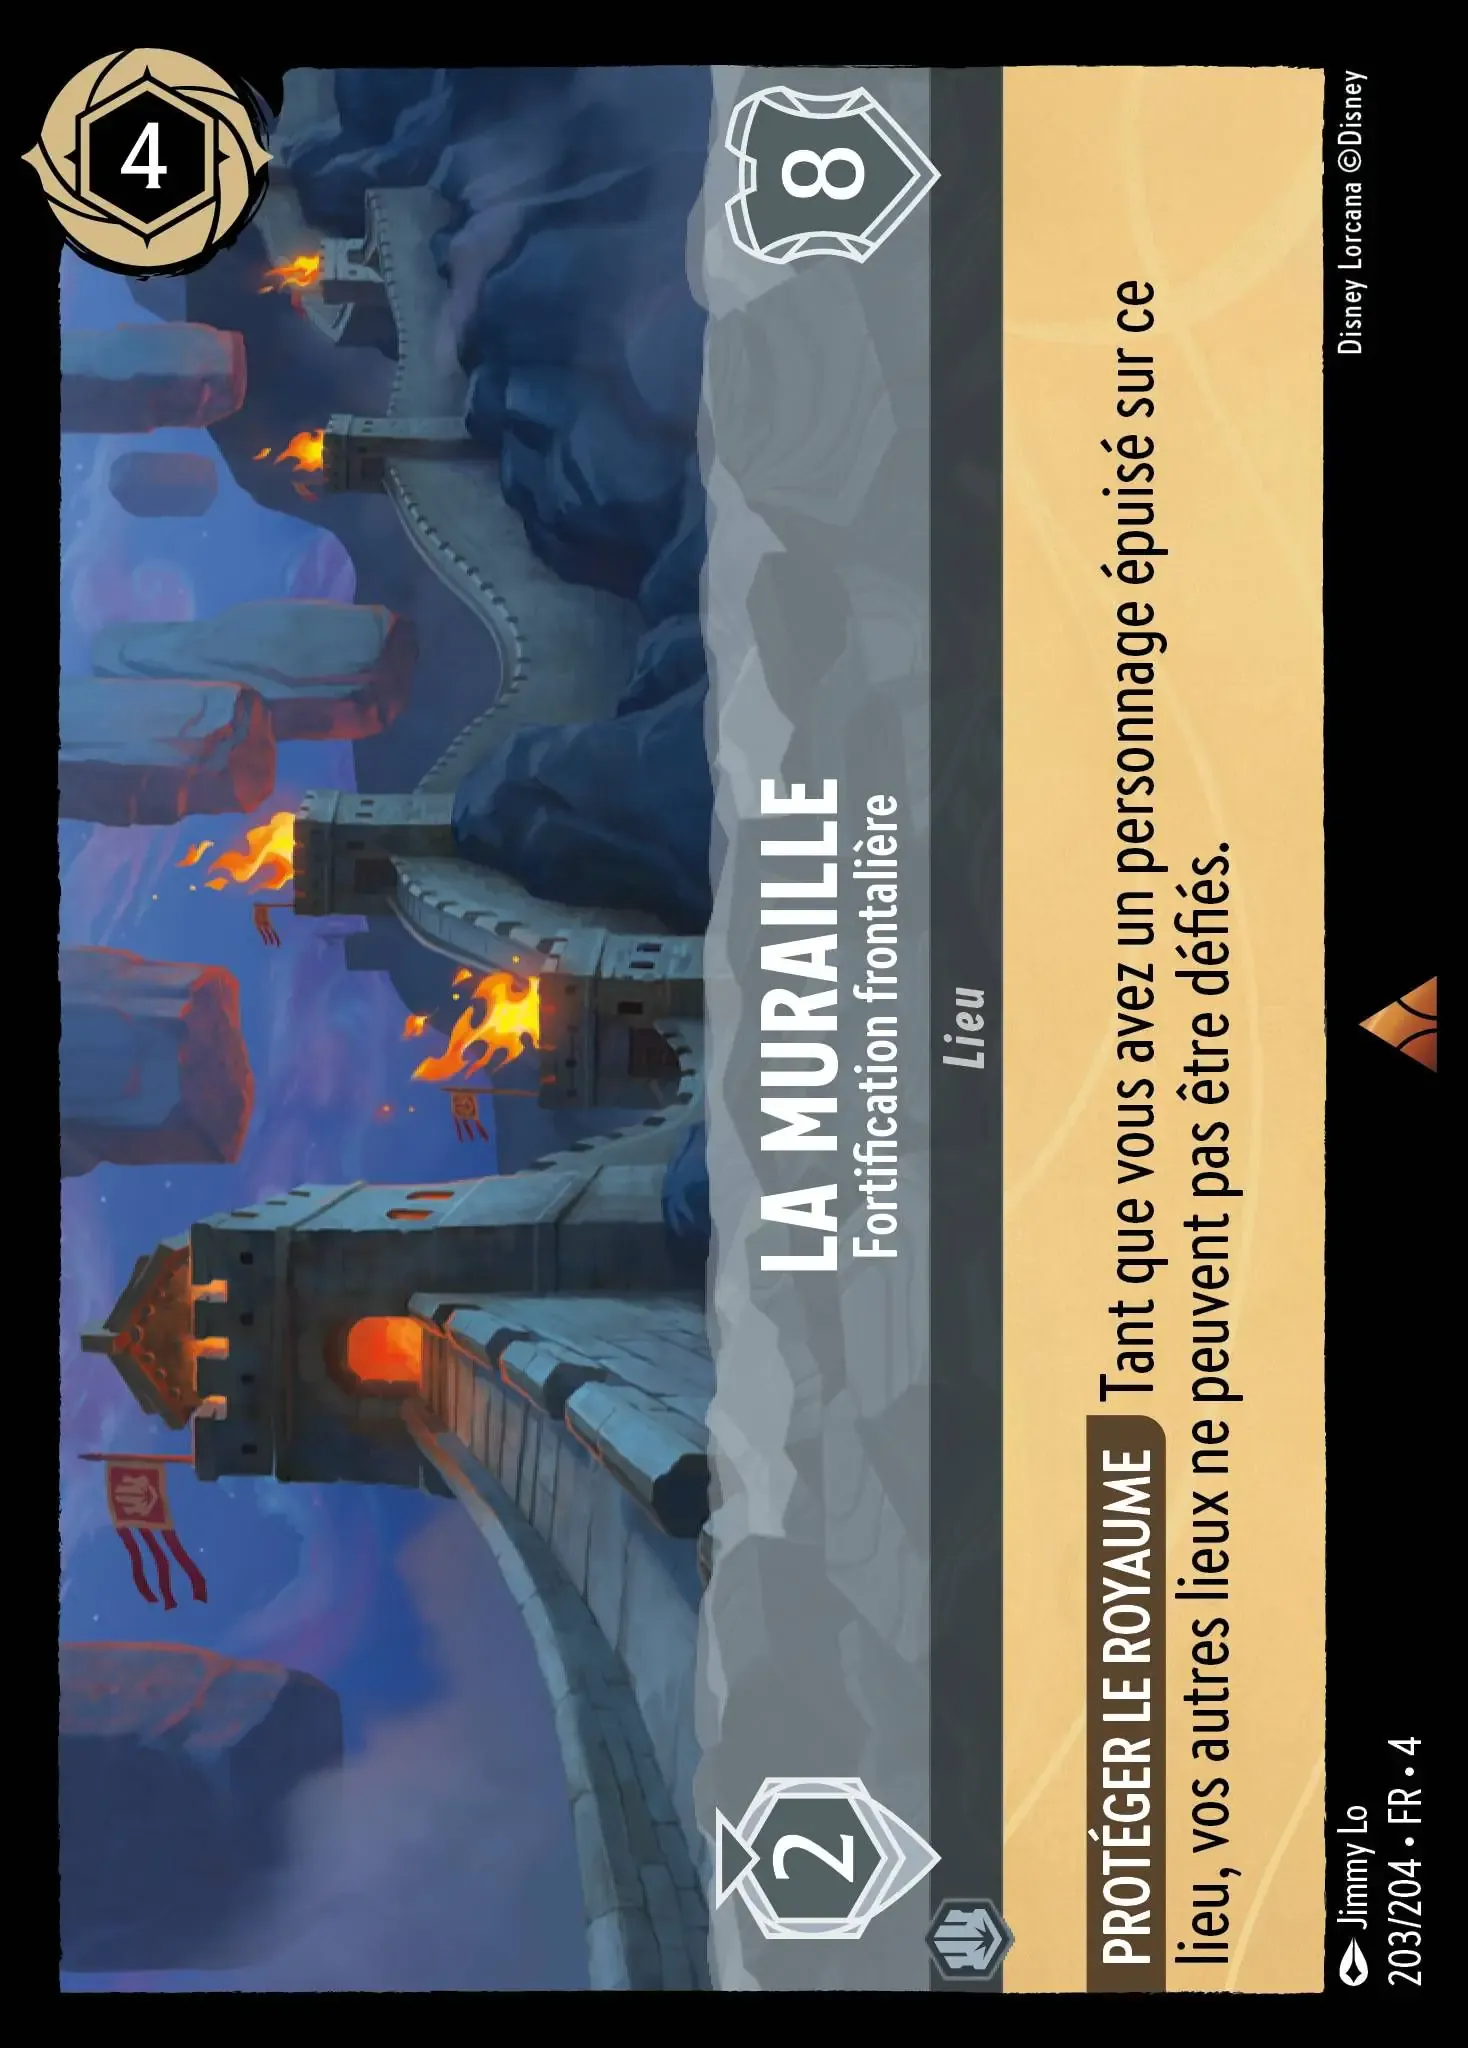 4
LA MURAILLE
Fortification frontalière
2
8
Lieu
PROTÉGER LE ROYAUME Tant que vous avez un personnage épuisé sur ce
lieu, vos autres lieux ne peuvent pas être défiés.
Jimmy Lo
203/204 • FR • 4
Disney Lorcana ©Disney